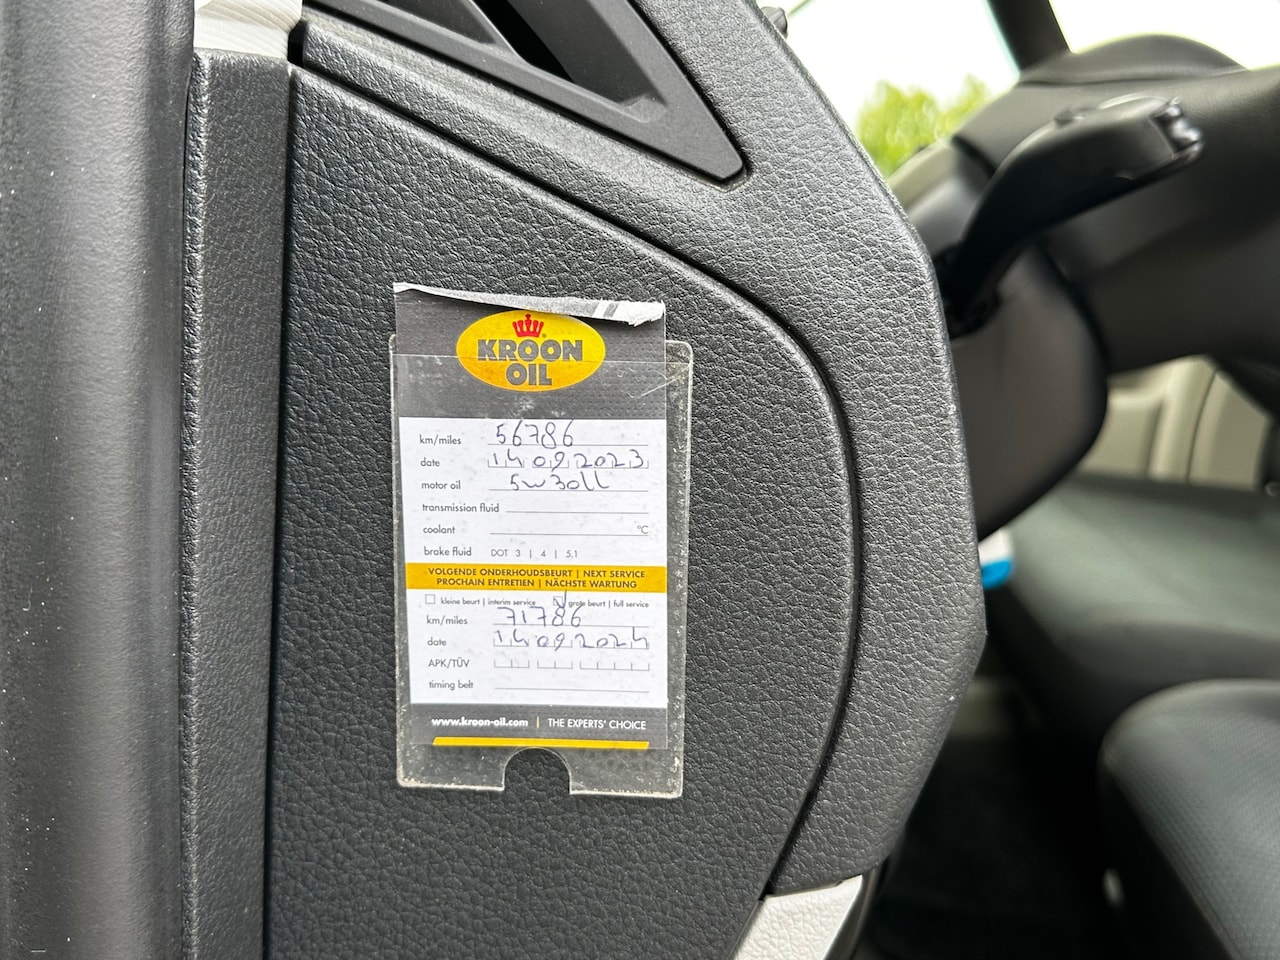 KROON
OIL
km/miles 56786
date 14 09 2023
motor oil 5w30LL
transmission fluid
coolant °C
brake fluid DOT 3 | 4 | 5.1
VOLGENDE ONDERHOUDSBEURT | NEXT SERVICE
PROCHAIN ENTRETIEN | NÄCHSTE WARTUNG
kleine beurt | interim service grote beurt | full service
km/miles 71786
date 14 09 2024
APK/TÜV
timing belt
www.kroon-oil.com | THE EXPERTS' CHOICE